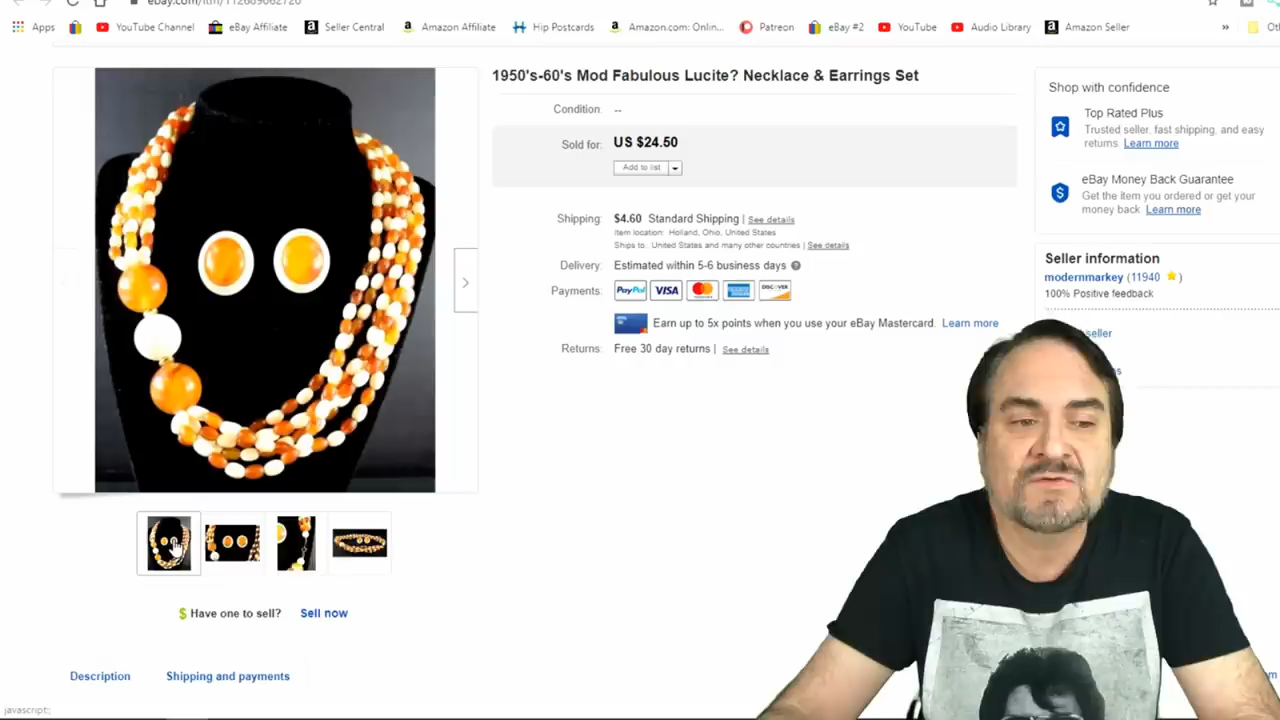 ebay.com/itm/112689062720
Apps YouTube Channel eBay Affiliate Seller Central Amazon Affiliate Hip Postcards Amazon.com: Onlin... Patreon eBay #2 YouTube Audio Library Amazon Seller »
1950's-60's Mod Fabulous Lucite? Necklace & Earrings Set
Condition: --
Sold for: US $24.50
Add to list
Shipping: $4.60 Standard Shipping | See details
Item location: Holland, Ohio, United States
Ships to: United States and many other countries | See details
Delivery: Estimated within 5-6 business days
Payments: PayPal VISA MasterCard DISCOVER
Earn up to 5x points when you use your eBay Mastercard. Learn more
Returns: Free 30 day returns | See details
Shop with confidence
Top Rated Plus
Trusted seller, fast shipping, and easy
returns. Learn more
eBay Money Back Guarantee
Get the item you ordered or get your
money back. Learn more
Seller information
modernmarkey (11940 )
100% Positive feedback
seller
$ Have one to sell? Sell now
Description Shipping and payments
javascript: